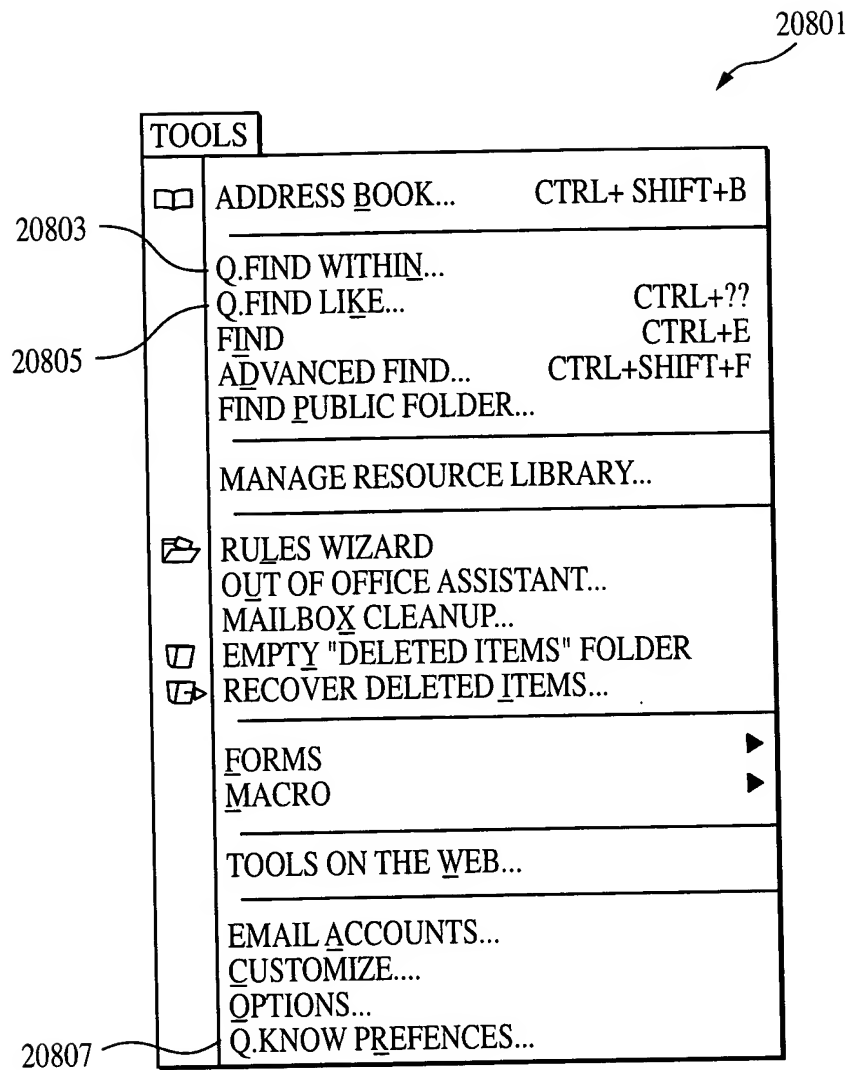 20801
TOOLS
ADDRESS BOOK... CTRL+ SHIFT+B
20803
Q.FIND WITHIN...
Q.FIND LIKE... CTRL+??
20805
FIND CTRL+E
ADVANCED FIND... CTRL+SHIFT+F
FIND PUBLIC FOLDER...
MANAGE RESOURCE LIBRARY...
RULES WIZARD
OUT OF OFFICE ASSISTANT...
MAILBOX CLEANUP...
EMPTY "DELETED ITEMS" FOLDER
RECOVER DELETED ITEMS...
FORMS
MACRO
TOOLS ON THE WEB...
EMAIL ACCOUNTS...
CUSTOMIZE....
OPTIONS...
Q.KNOW PREFENCES...
20807